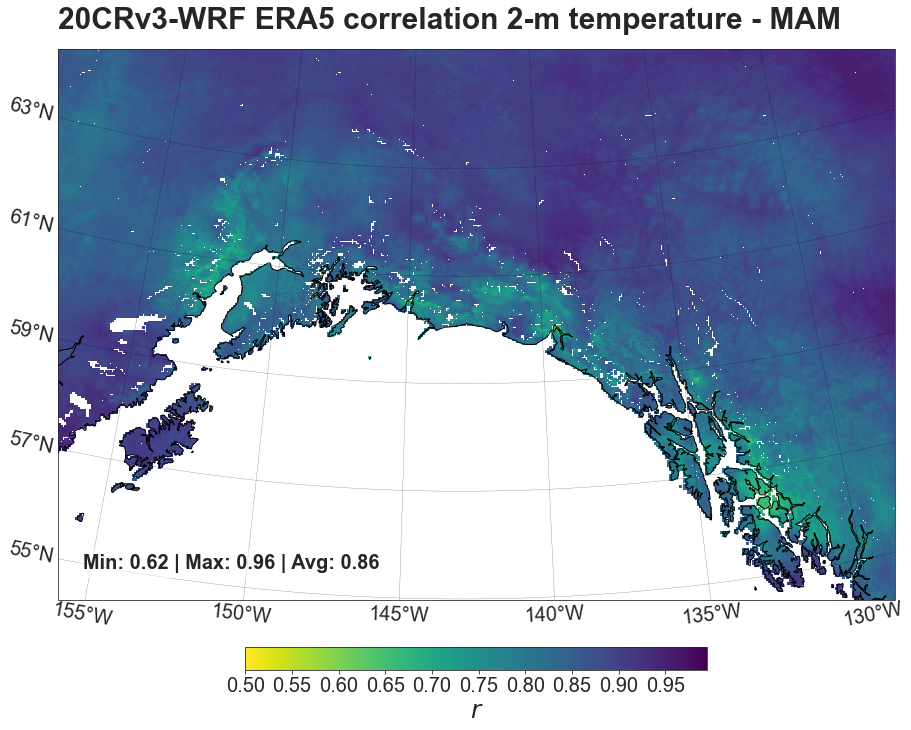 20CRv3-WRF ERA5 correlation 2-m temperature - MAM
63°N
61°N
59°N
57°N
55°N
Min: 0.62 | Max: 0.96 | Avg: 0.86
155°W 150°W 145°W 140°W 135°W 130°W
0.50 0.55 0.60 0.65 0.70 0.75 0.80 0.85 0.90 0.95
r